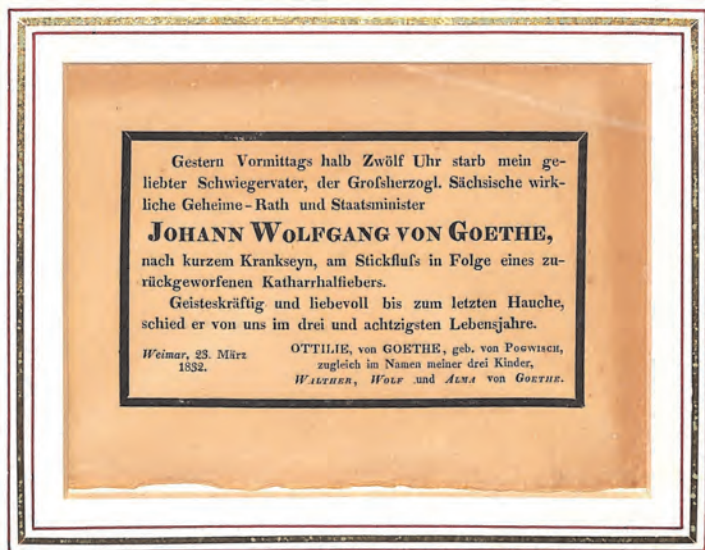 Gestern Vormittags halb Zwölf Uhr starb mein ge-
liebter Schwiegervater, der Groſsherzogl. Sächsische wirk-
liche Geheime-Rath und Staatsminister
JOHANN WOLFGANG VON GOETHE,
nach kurzem Krankseyn, am Stickfluſs in Folge eines zu-
rückgeworfenen Katharrhalfiebers.
Geisteskräftig und liebevoll bis zum letzten Hauche,
schied er von uns im drei und achtzigsten Lebensjahre.
Weimar, 23. März
1832.
OTTILIE, von GOETHE, geb. von POGWISCH,
zugleich im Namen meiner drei Kinder,
WALTHER, WOLF und ALMA von GOETHE.